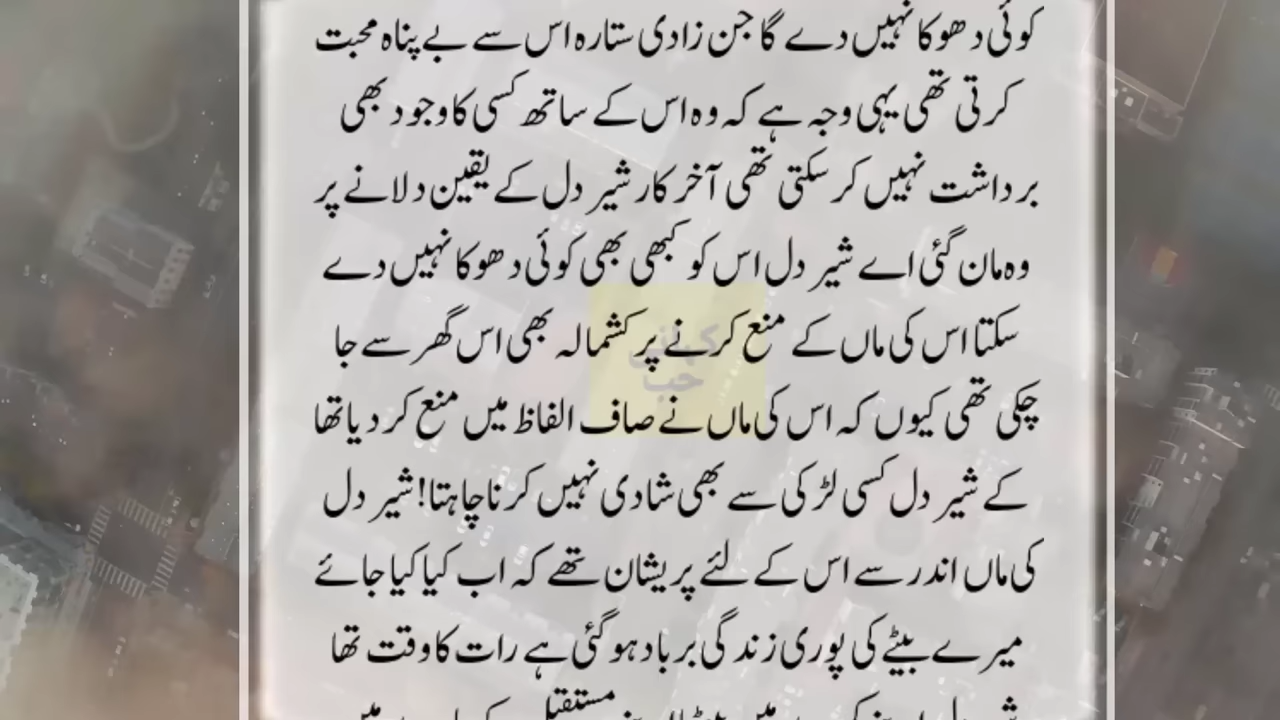 کوئی دھوکا نہیں دے گا جن زادی ستارہ اس سے بے پناہ محبت
کرتی تھی یہی وجہ ہے کہ وہ اس کے ساتھ کسی کا وجود بھی
برداشت نہیں کر سکتی تھی آخر کار شیر دل کے یقین دلانے پر
وہ مان گئی اے شیر دل اس کو کبھی بھی کوئی دھوکا نہیں دے
سکتا اس کی ماں کے منع کرنے پر کشمالہ بھی اس گھر سے جا
چکی تھی کیوں کہ اس کی ماں نے صاف الفاظ میں منع کر دیا تھا
کے شیر دل کسی لڑکی سے بھی شادی نہیں کرنا چاہتا! شیر دل
کی ماں اندر سے اس کے لئے پریشان تھے کہ اب کیا کیا جائے
میرے بیٹے کی پوری زندگی برباد ہو گئی ہے رات کا وقت تھا